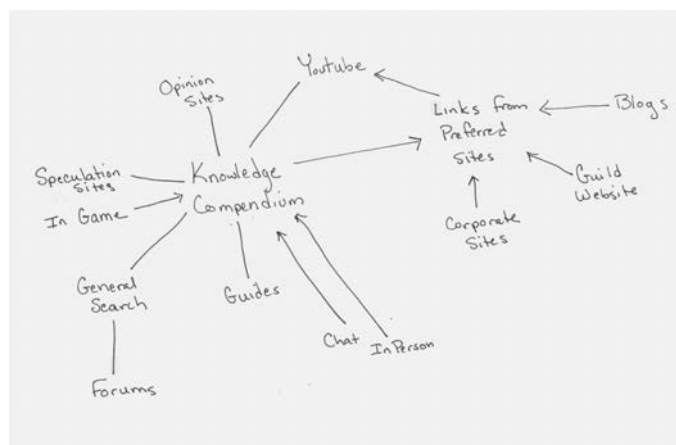 Youtube
Opinion
Sites
Links from
Preferred
Sites
Blogs
Knowledge
Compendium
Speculation
Sites
In Game
Guild
Website
Corporate
Sites
General
Search
Guides
Chat
In Person
Forums